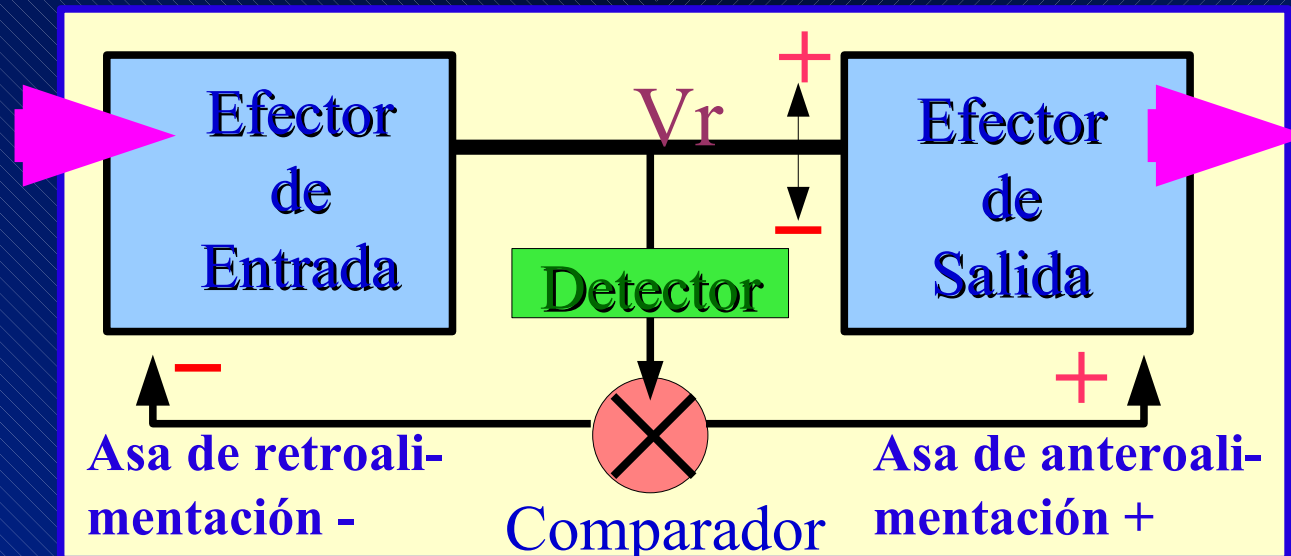 Efector
de
Entrada
Vr
+
−
Efector
de
Salida
Detector
−
+
Asa de retroali-
mentación -
Comparador
Asa de anteroali-
mentación +